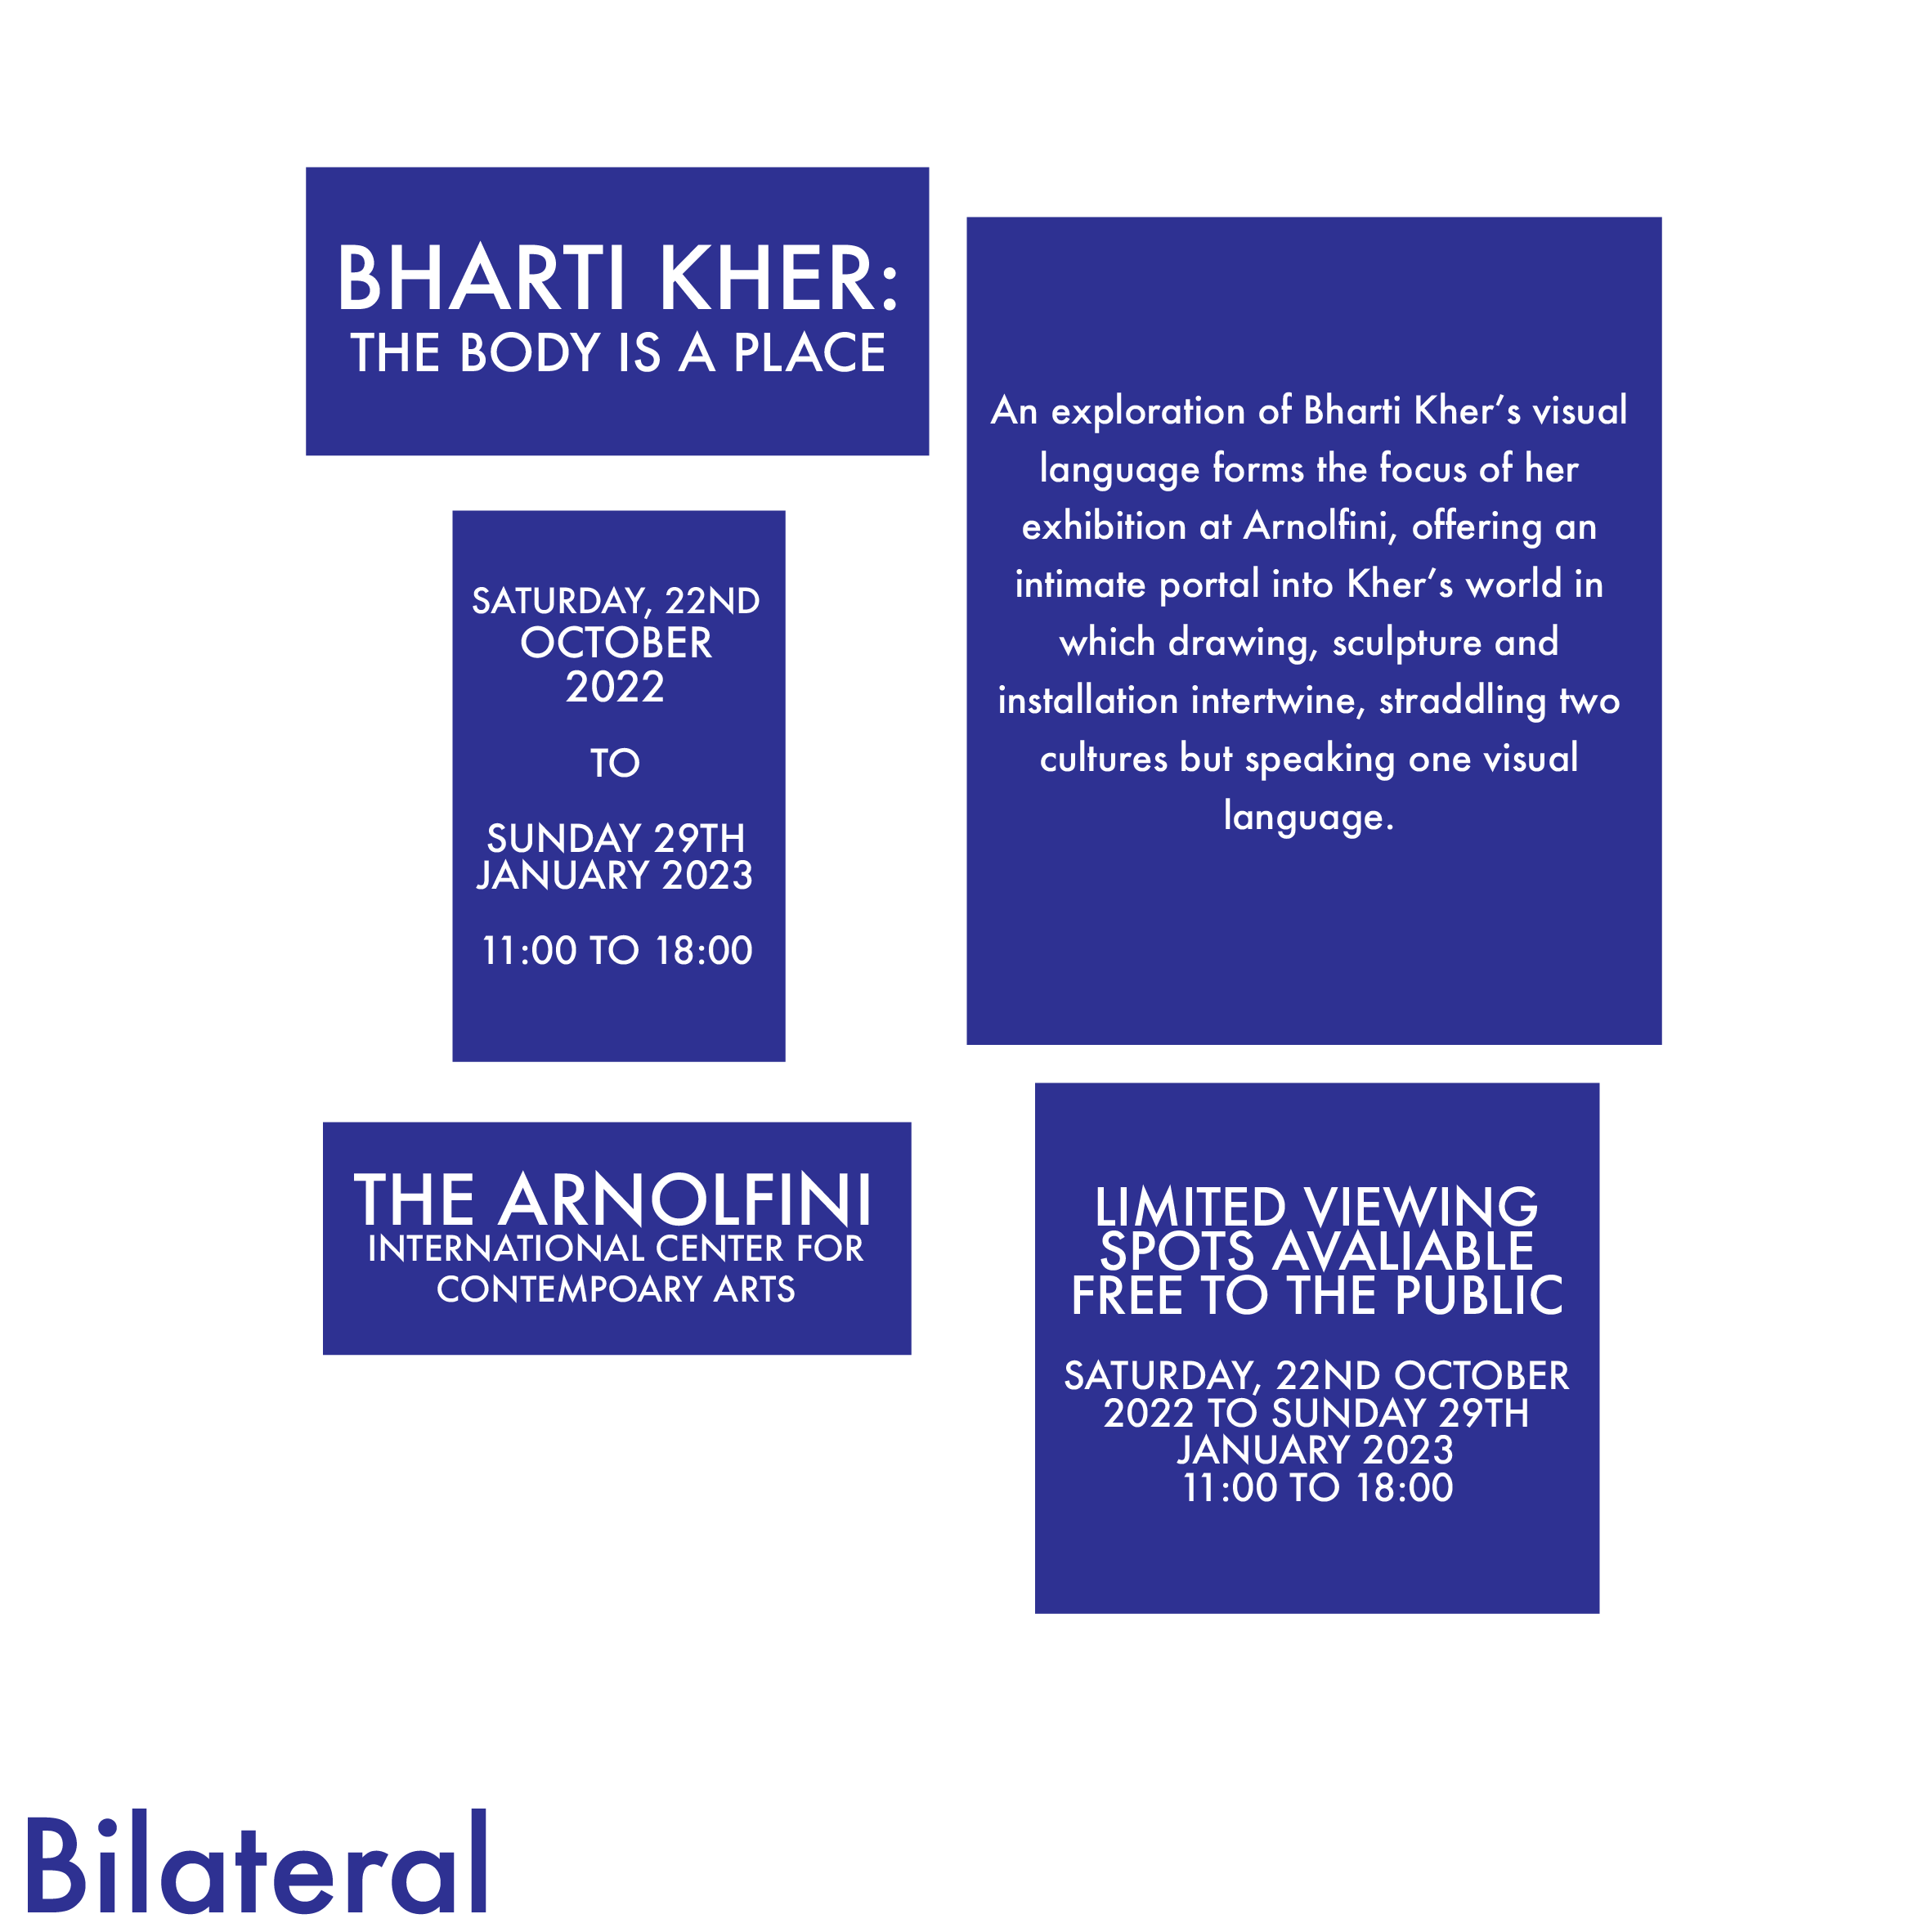 BHARTI KHER:
THE BODY IS A PLACE
SATURDAY, 22ND
OCTOBER
2022
TO
SUNDAY 29TH
JANUARY 2023
11:00 TO 18:00
THE ARNOLFINI
INTERNATIONAL CENTER FOR
CONTEMPOARY ARTS
An exploration of Bharti Kher’s visual
language forms the focus of her
exhibition at Arnolfini, offering an
intimate portal into Kher’s world in
which drawing, sculpture and
installation intertwine, straddling two
cultures but speaking one visual
language.
LIMITED VIEWING
SPOTS AVALIABLE
FREE TO THE PUBLIC
SATURDAY, 22ND OCTOBER
2022 TO SUNDAY 29TH
JANUARY 2023
11:00 TO 18:00
Bilateral